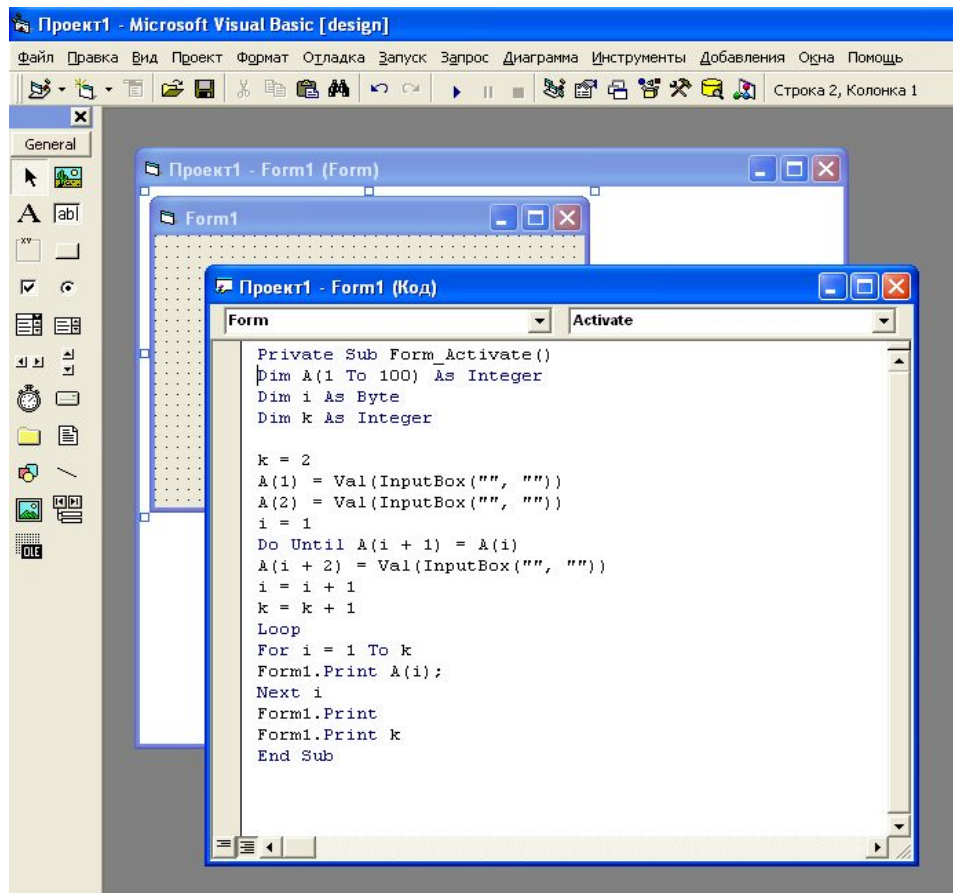 Проект1 - Microsoft Visual Basic [design]
Файл Правка Вид Проект Формат Отладка Запуск Запрос Диаграмма Инструменты Добавления Окна Помощь
Строка 2, Колонка 1
General
A ab|
XY
OLE
Проект1 - Form1 (Form)
Form1
Проект1 - Form1 (Код)
Form Activate
Private Sub Form_Activate()
Dim A(1 To 100) As Integer
Dim i As Byte
Dim k As Integer
k = 2
A(1) = Val(InputBox("", ""))
A(2) = Val(InputBox("", ""))
i = 1
Do Until A(i + 1) = A(i)
A(i + 2) = Val(InputBox("", ""))
i = i + 1
k = k + 1
Loop
For i = 1 To k
Form1.Print A(i);
Next i
Form1.Print
Form1.Print k
End Sub